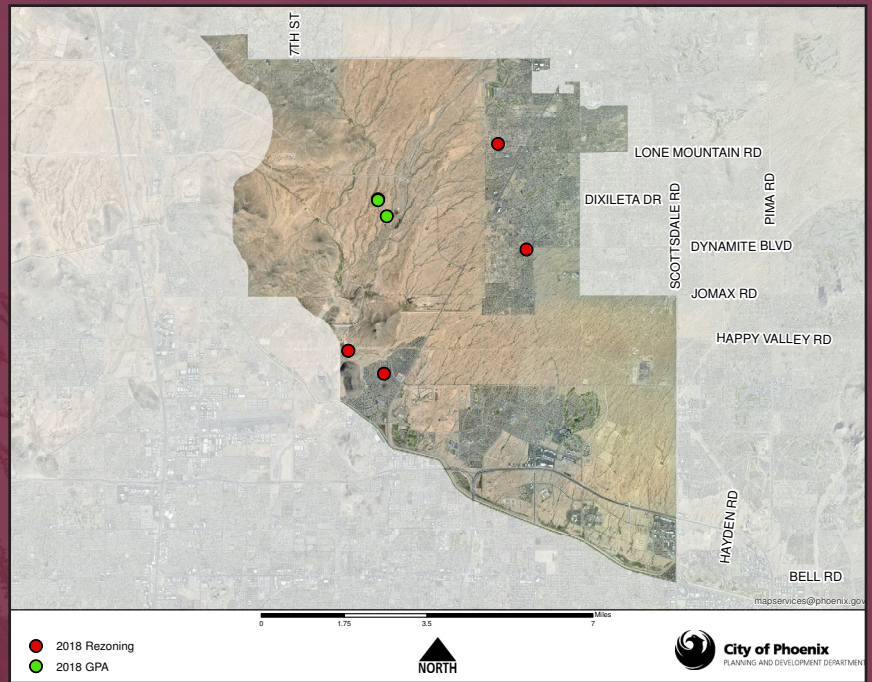 7TH ST
LONE MOUNTAIN RD
DIXILETA DR
SCOTTSDALE RD
PIMA RD
DYNAMITE BLVD
JOMAX RD
HAPPY VALLEY RD
HAYDEN RD
BELL RD
mapservices@phoenix.gov
Miles
0 1.75 3.5 7
2018 Rezoning
2018 GPA
NORTH
City of Phoenix
PLANNING AND DEVELOPMENT DEPARTMENT